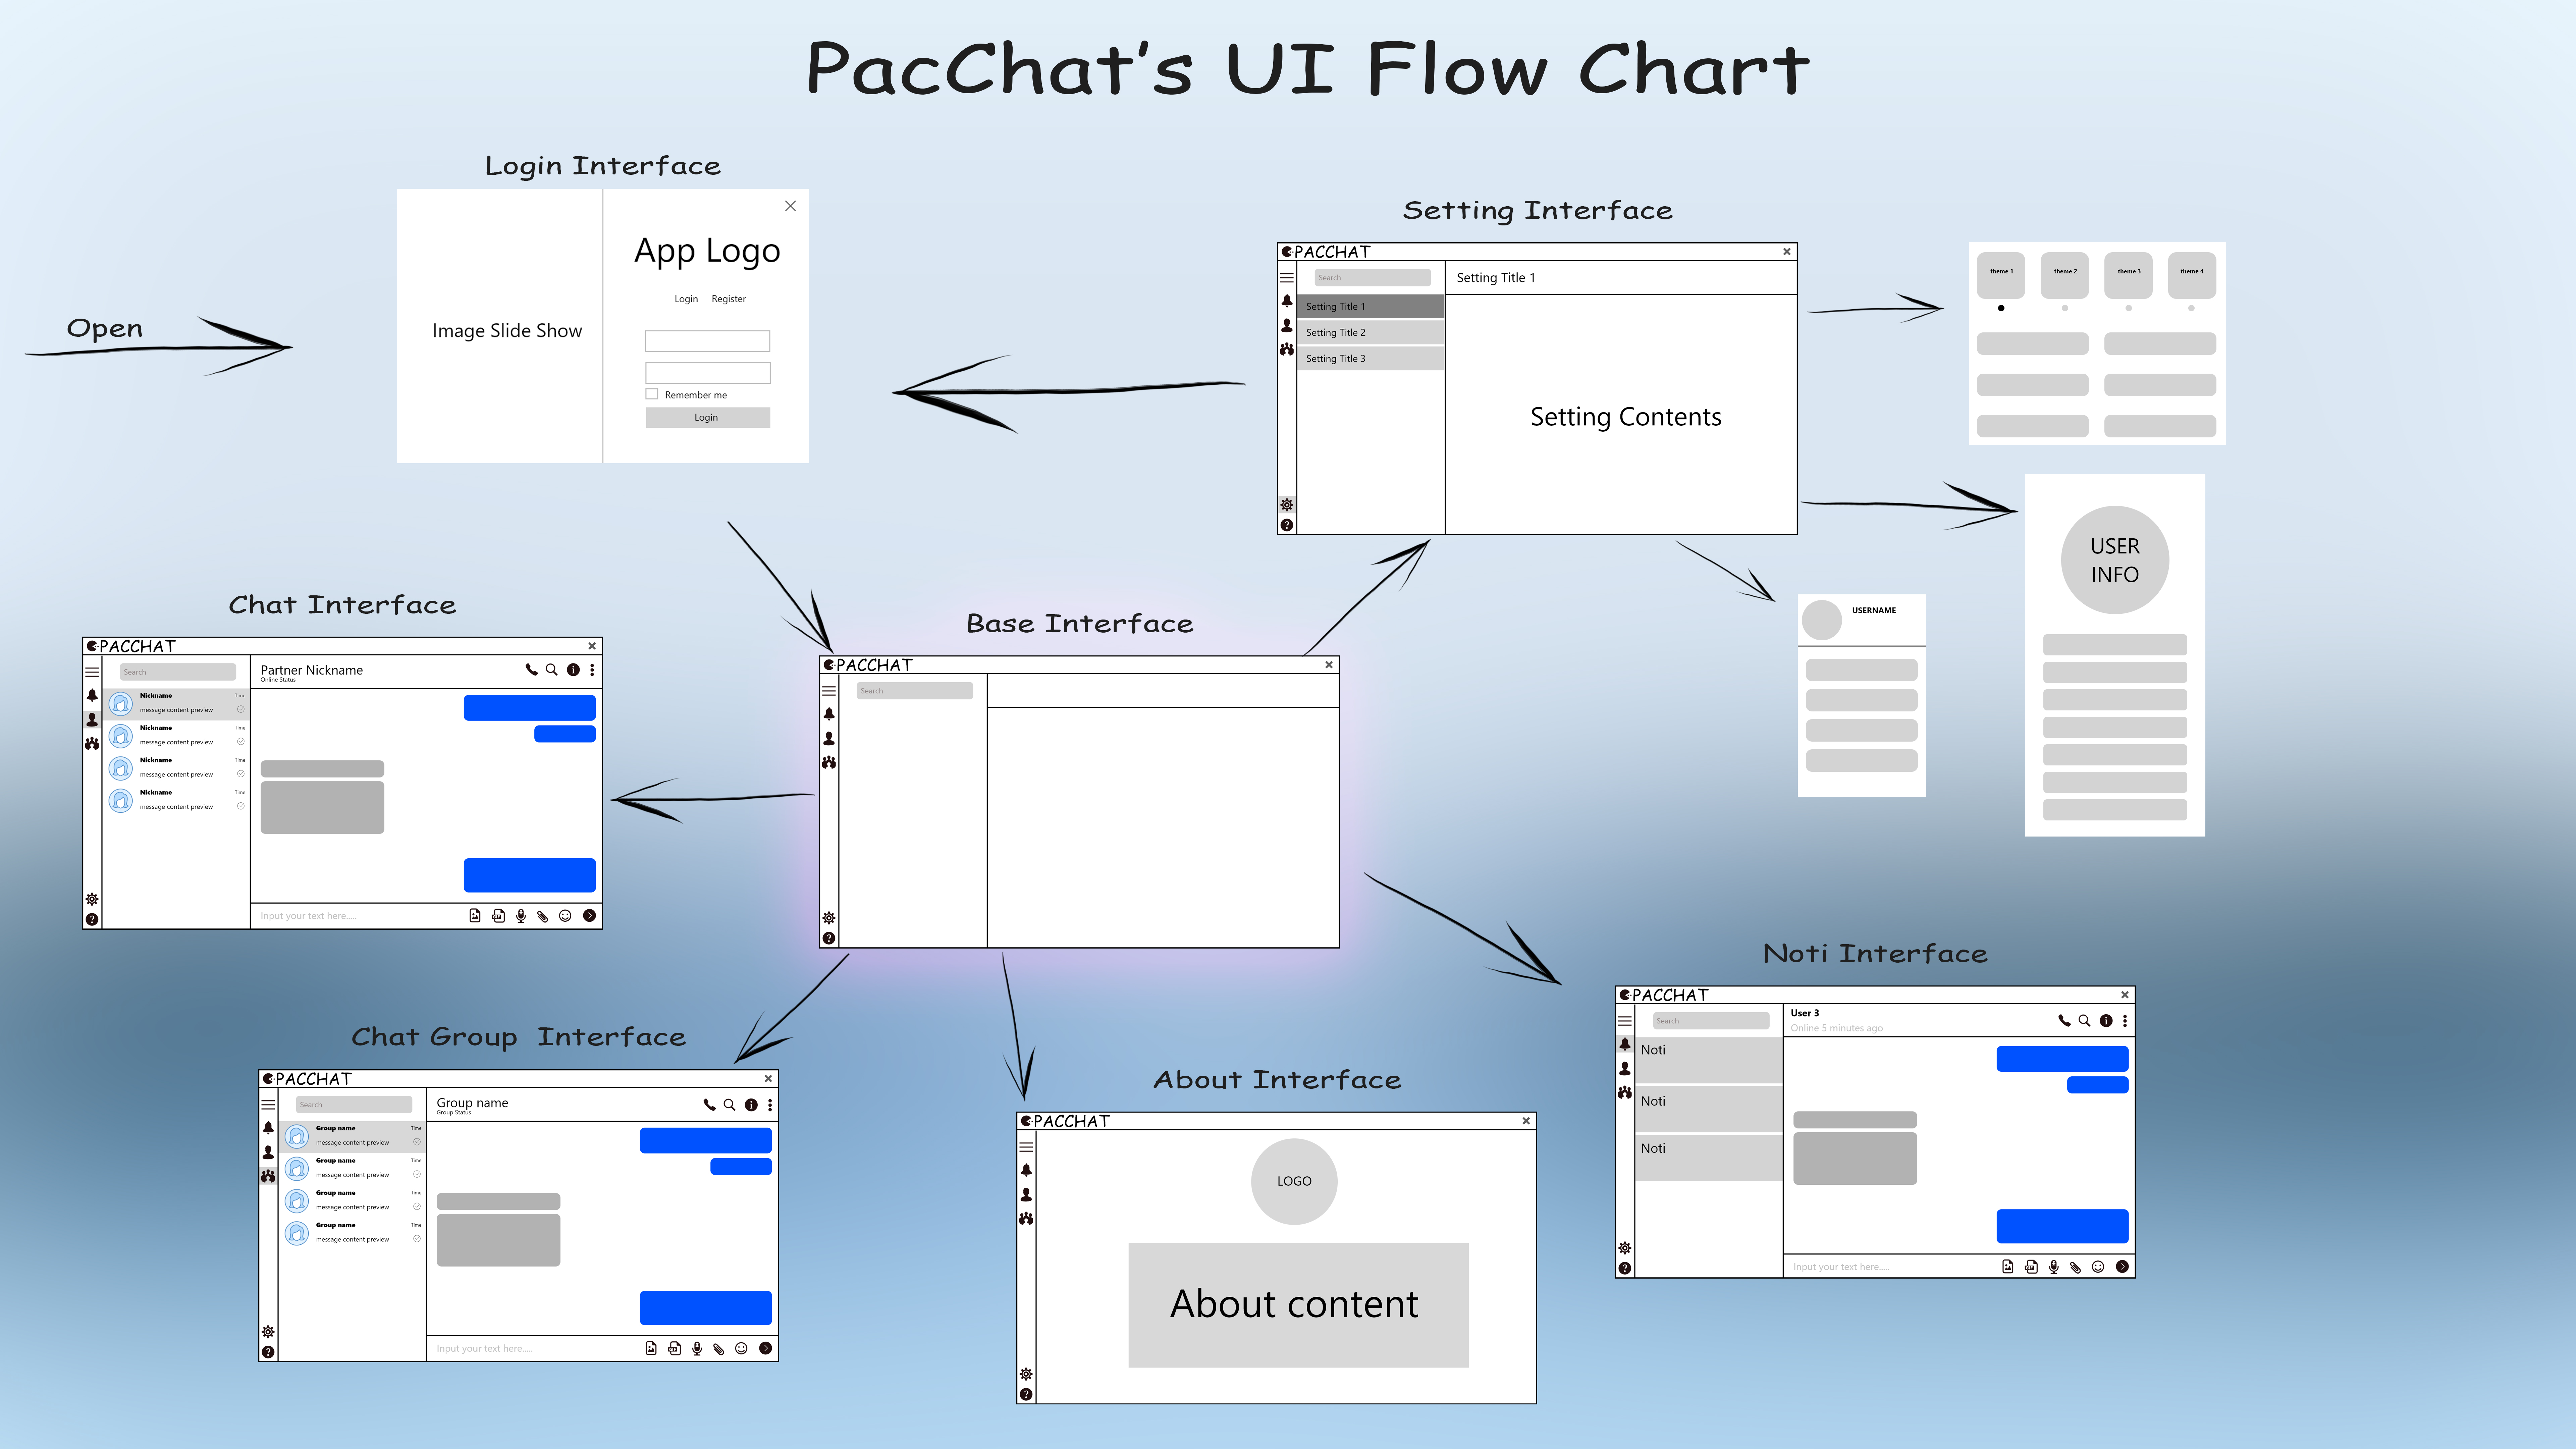 PacChat's UI Flow Chart
Login Interface
Image Slide Show
App Logo
Login Register
Remember me
Login
Open
Setting Interface
PACCHAT
Search
Setting Title 1
Setting Title 1
Setting Title 2
Setting Title 3
Setting Contents
theme 1 theme 2 theme 3 theme 4
USER
INFO
USERNAME
Chat Interface
PACCHAT
Search
Partner Nickname
Online Status
Nickname Time
message content preview
Nickname Time
message content preview
Nickname Time
message content preview
Nickname Time
message content preview
Input your text here....
Base Interface
PACCHAT
Search
Noti Interface
PACCHAT
Search
User 3
Online 5 minutes ago
Noti
Noti
Noti
Input your text here....
Chat Group Interface
PACCHAT
Search
Group name
Group Status
Group name Time
message content preview
Group name Time
message content preview
Group name Time
message content preview
Group name Time
message content preview
Input your text here....
About Interface
PACCHAT
LOGO
About content